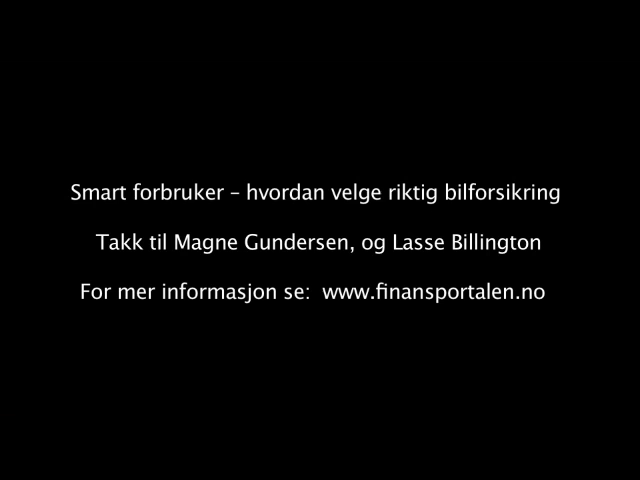 Smart forbruker – hvordan velge riktig bilforsikring
Takk til Magne Gundersen, og Lasse Billington
For mer informasjon se: www.finansportalen.no